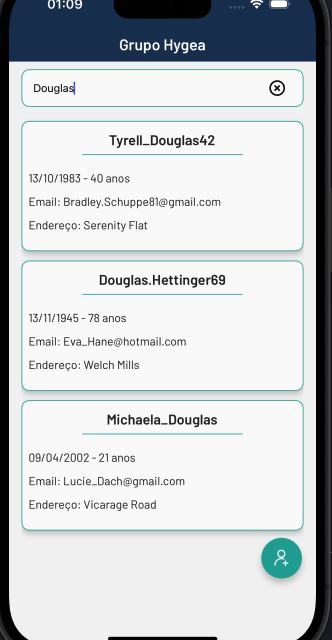 01:09
Grupo Hygea
Douglas
Tyrell_Douglas42
13/10/1983 - 40 anos
Email: Bradley.Schuppe81@gmail.com
Endereço: Serenity Flat
Douglas.Hettinger69
13/11/1945 - 78 anos
Email: Eva_Hane@hotmail.com
Endereço: Welch Mills
Michaela_Douglas
09/04/2002 - 21 anos
Email: Lucie_Dach@gmail.com
Endereço: Vicarage Road